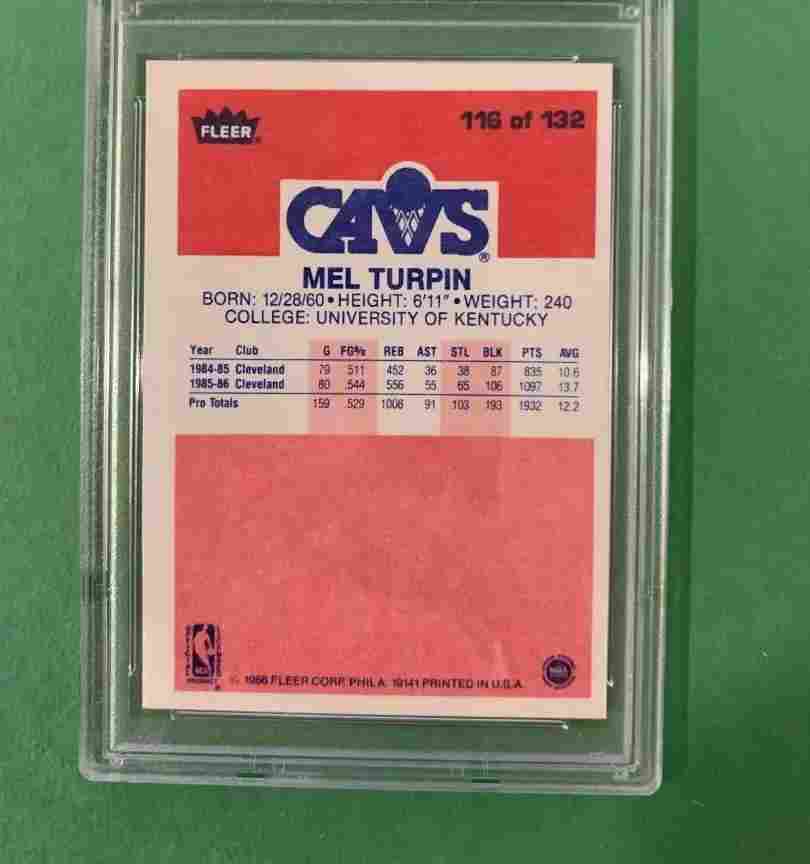 FLEER
116 of 132
CAVS
MEL TURPIN
BORN: 12/28/60 • HEIGHT: 6'11" • WEIGHT: 240
COLLEGE: UNIVERSITY OF KENTUCKY
Year Club G FG% REB AST STL BLK PTS AVG
1984-85 Cleveland 79 .511 452 36 38 87 835 10.6
1985-86 Cleveland 80 .544 556 55 65 106 1097 13.7
Pro Totals 159 .529 1008 91 103 193 1932 12.2
© 1986 FLEER CORP. PHILA. 19141 PRINTED IN U.S.A.